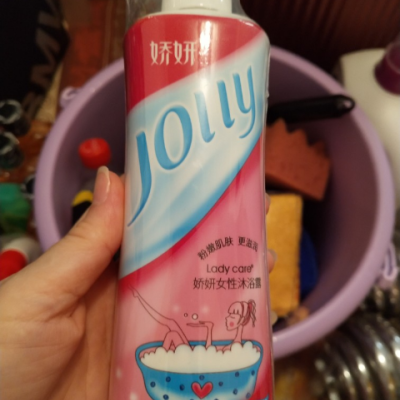 娇妍
Jolly
粉嫩肌肤 更滋润
Lady care
娇妍女性沐浴露